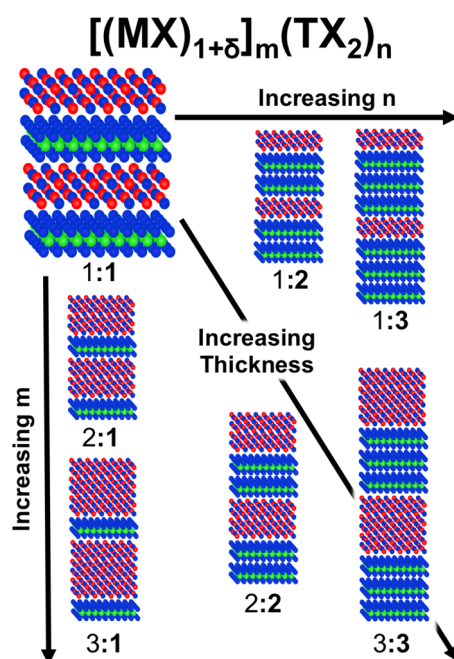 [(MX)₁₊δ]ₘ(TX₂)ₙ
Increasing n
1:1
1:2
1:3
Increasing
Thickness
Increasing m
2:1
2:2
3:1
3:3